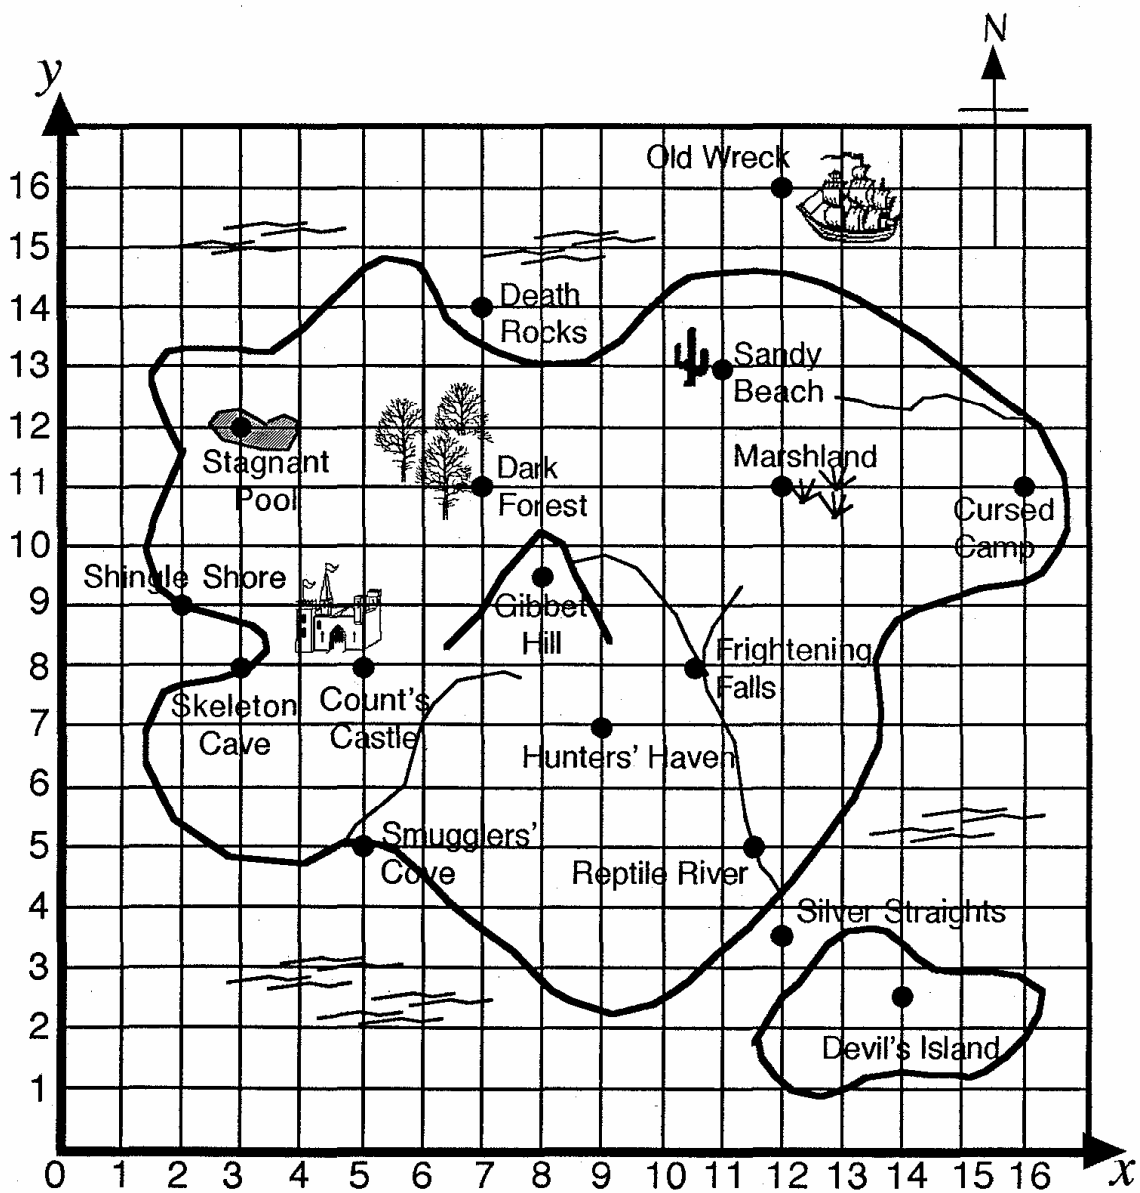 N
y
Old Wreck
16
15
14
Death
Rocks
13
Sandy
Beach
12
Stagnant
Pool
Marshland
11
Dark
Forest
Cursed
Camp
10
Shingle Shore
9
Gibbet
Hill
8
Frightening
Falls
Skeleton
Cave
Count's
Castle
7
Hunters' Haven
6
5
Smugglers'
Cove
Reptile River
4
Silver Straights
3
2
Devil's Island
1
0 1 2 3 4 5 6 7 8 9 10 11 12 13 14 15 16 x